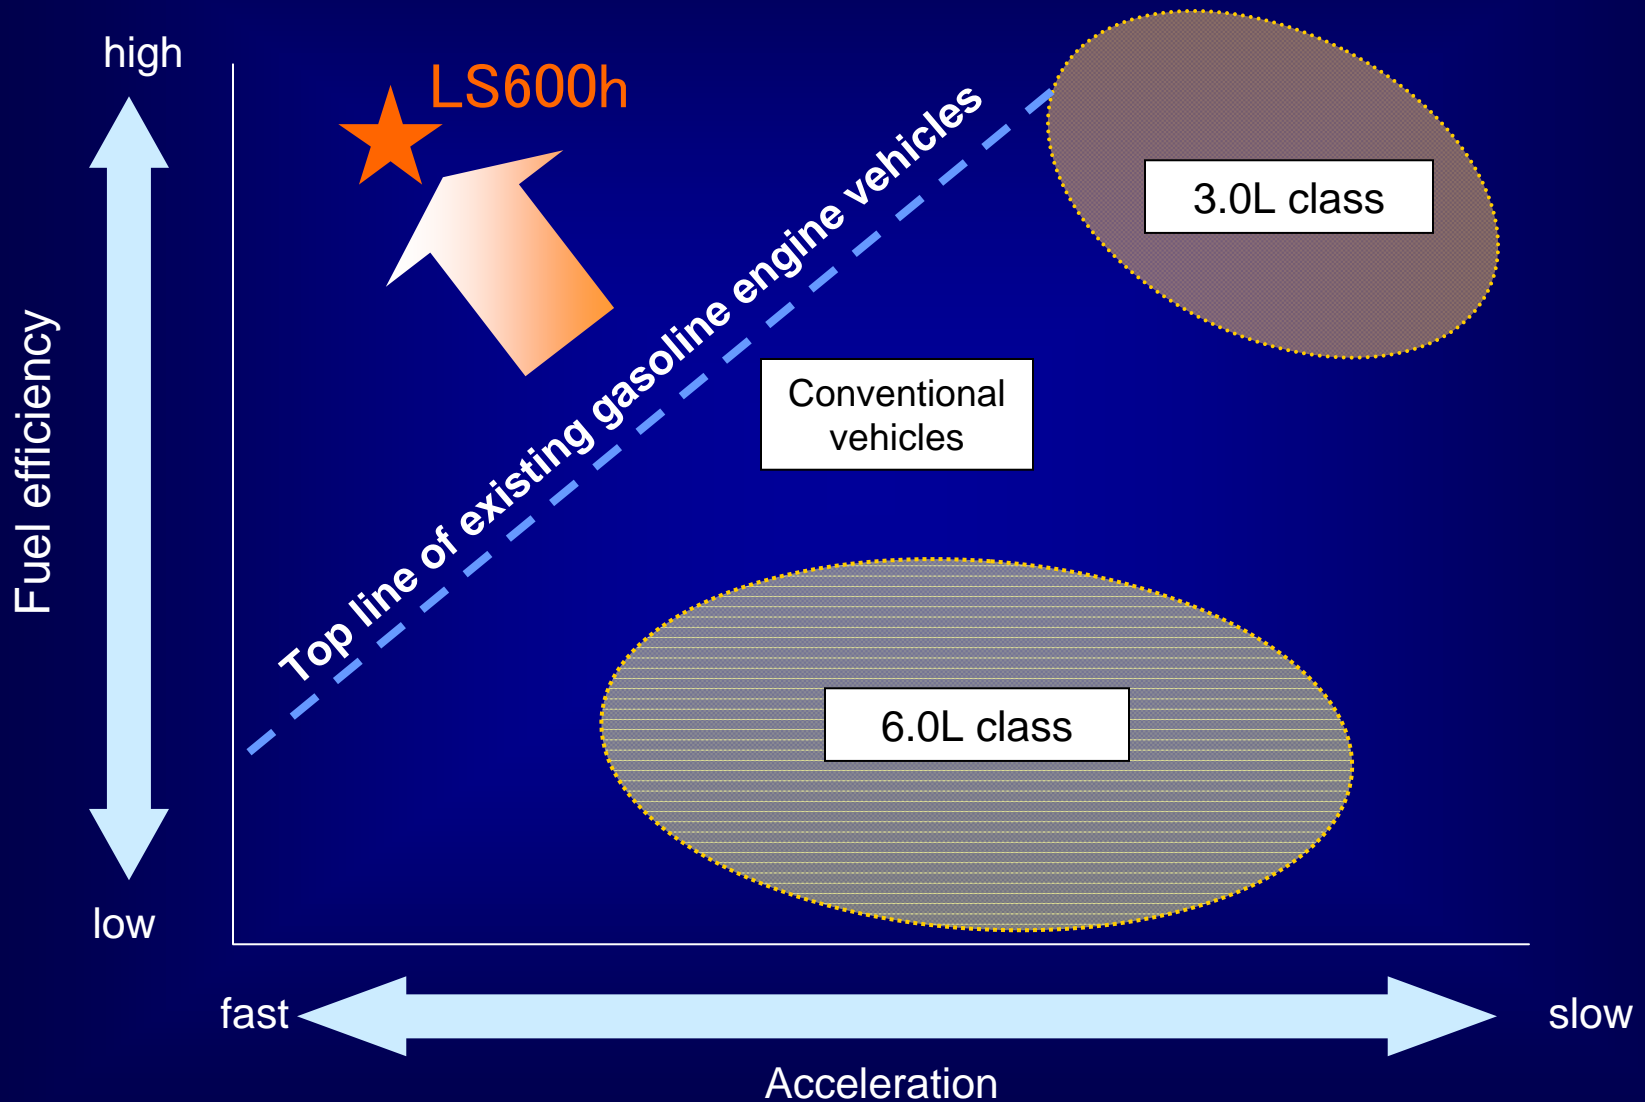 high
LS600h
Top line of existing gasoline engine vehicles
3.0L class
Conventional
vehicles
Fuel efficiency
6.0L class
low
fast
slow
Acceleration